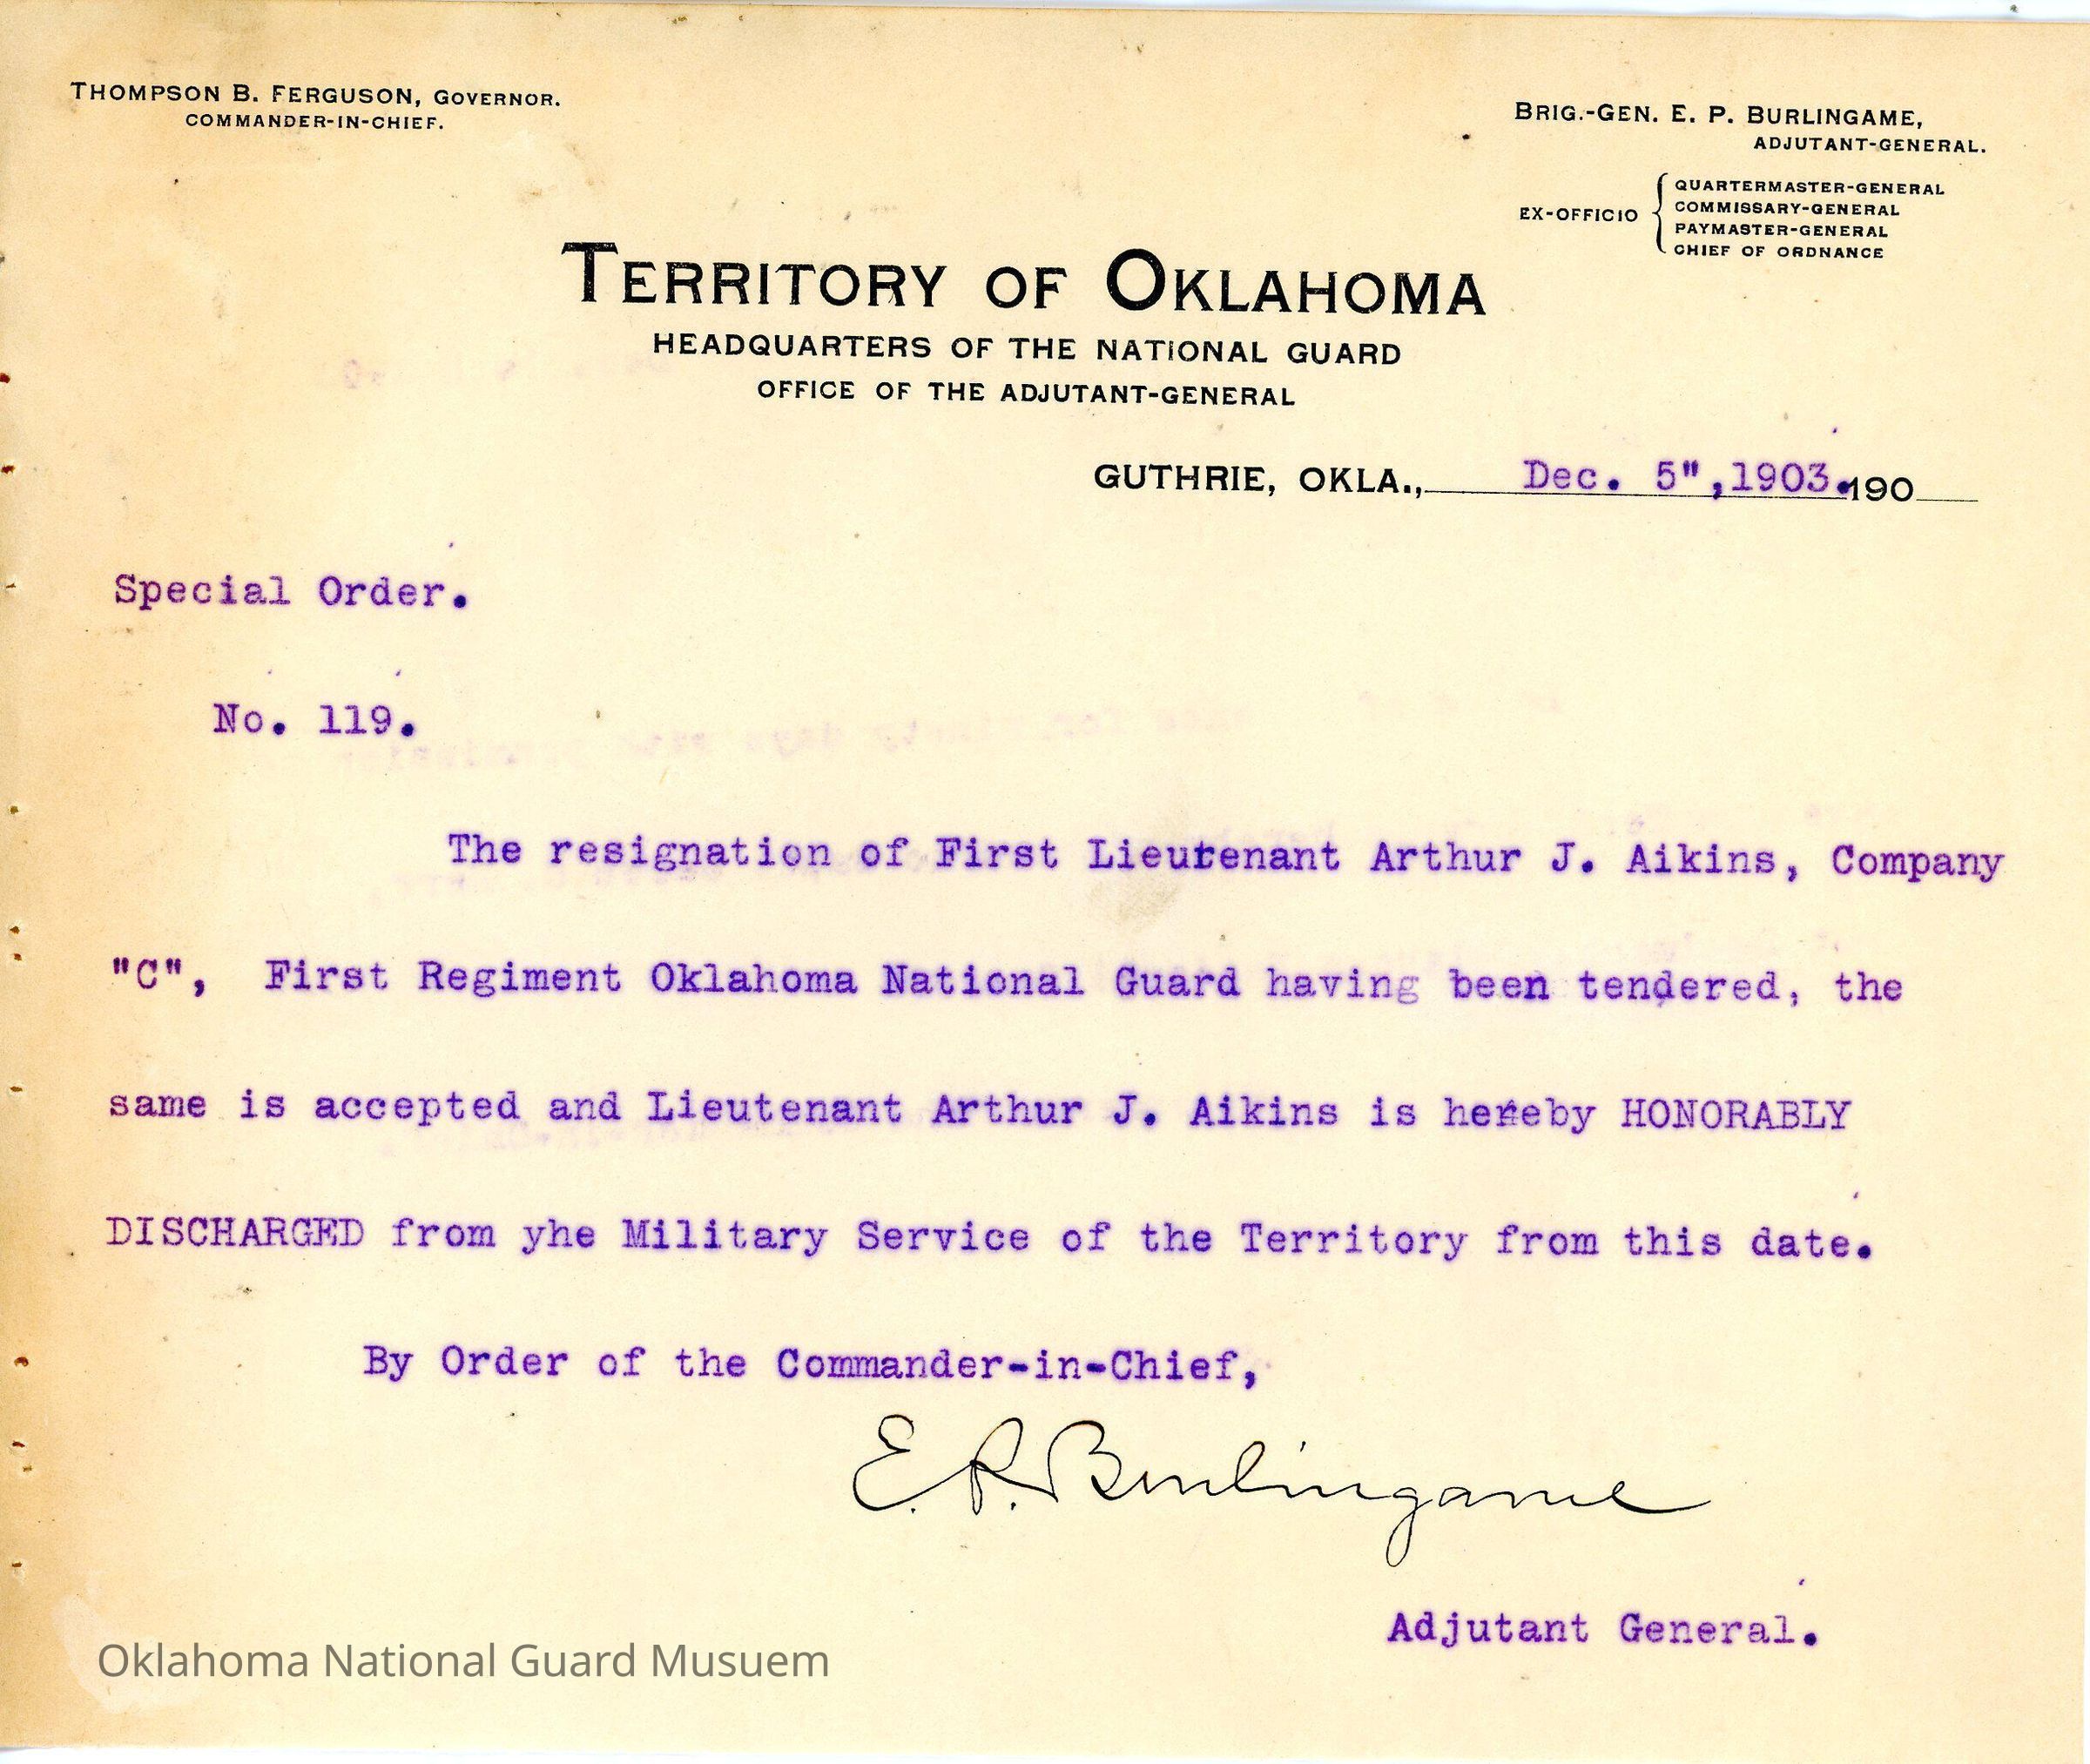 THOMPSON B. FERGUSON, GOVERNOR.
COMMANDER-IN-CHIEF.
BRIG.-GEN. E. P. BURLINGAME,
ADJUTANT-GENERAL.
EX-OFFICIO
QUARTERMASTER-GENERAL
COMMISSARY-GENERAL
PAYMASTER-GENERAL
CHIEF OF ORDNANCE
TERRITORY OF OKLAHOMA
HEADQUARTERS OF THE NATIONAL GUARD
OFFICE OF THE ADJUTANT-GENERAL
GUTHRIE, OKLA., Dec. 5",1903. 190
Special Order.
No. 119.
The resignation of First Lieutenant Arthur J. Aikins, Company
"C", First Regiment Oklahoma National Guard having been tendered, the
same is accepted and Lieutenant Arthur J. Aikins is hereby HONORABLY
DISCHARGED from yhe Military Service of the Territory from this date.
By Order of the Commander-in-Chief,
E. P. Burlingame
Adjutant General.
Oklahoma National Guard Musuem